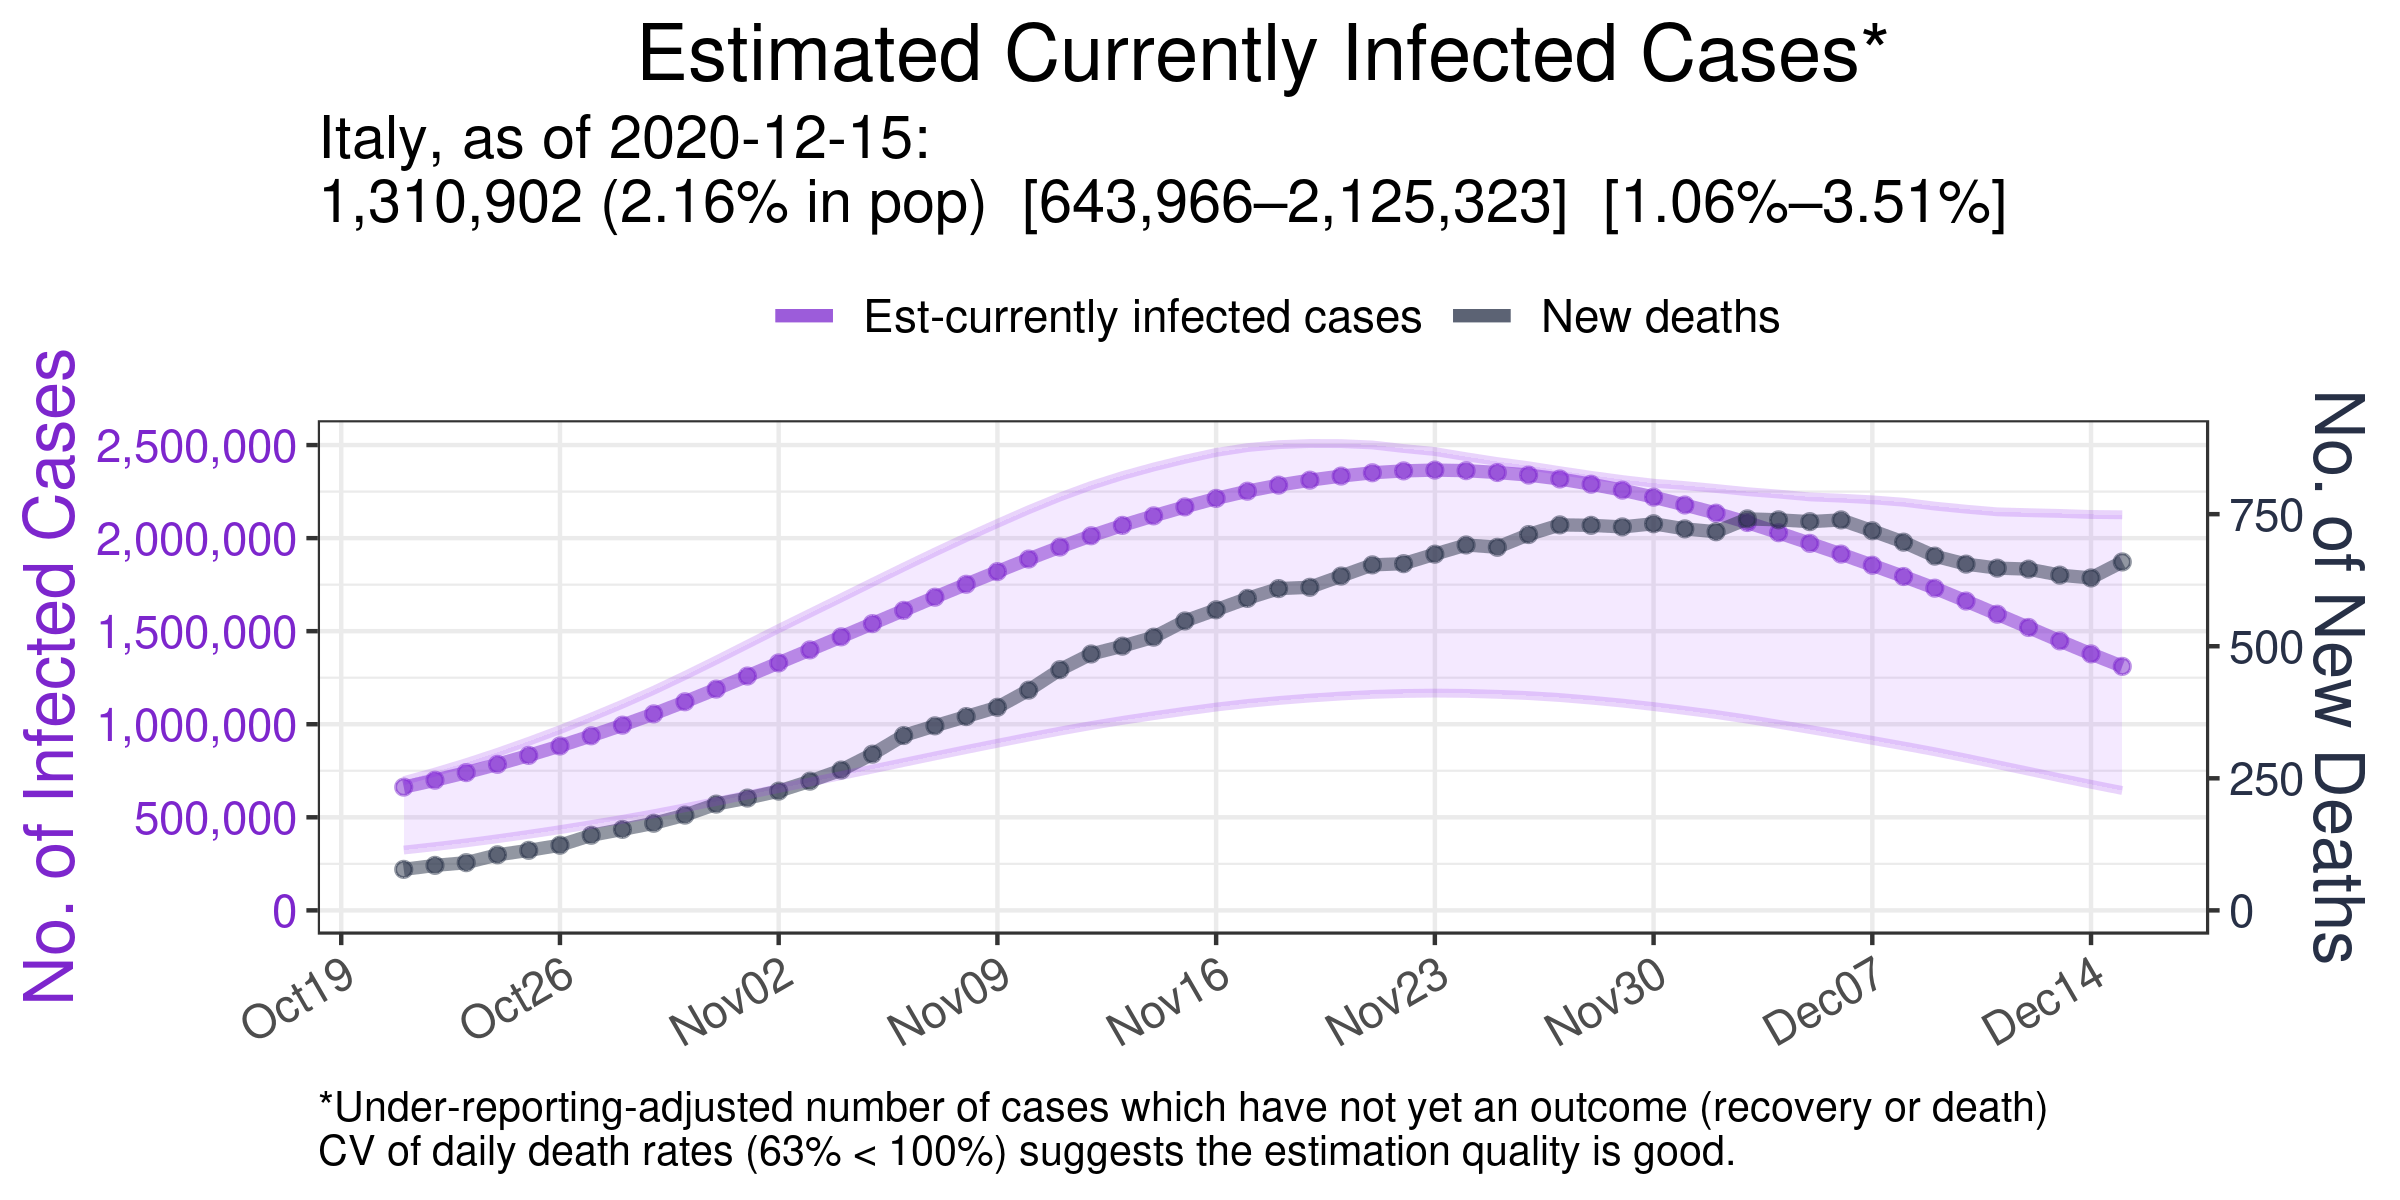 Estimated Currently Infected Cases*
Italy, as of 2020-12-15:
1,310,902 (2.16% in pop) [643,966–2,125,323] [1.06%–3.51%]
Est-currently infected cases New deaths
No. of Infected Cases
2,500,000
2,000,000
1,500,000
1,000,000
500,000
0
750
500
250
0
No. of New Deaths
Oct19 Oct26 Nov02 Nov09 Nov16 Nov23 Nov30 Dec07 Dec14
*Under-reporting-adjusted number of cases which have not yet an outcome (recovery or death)
CV of daily death rates (63% < 100%) suggests the estimation quality is good.